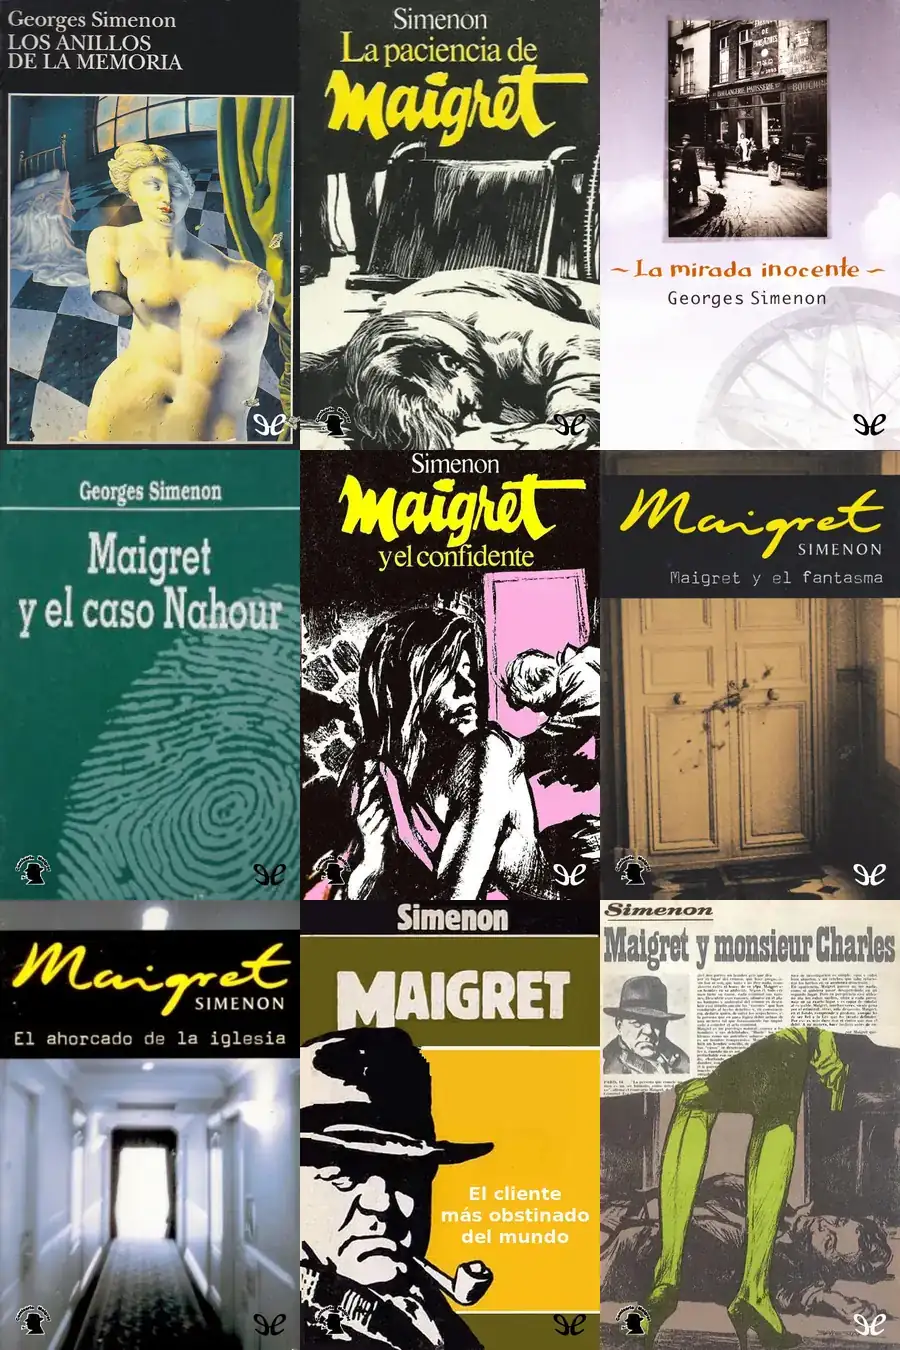 Georges Simenon
LOS ANILLOS
DE LA MEMORIA
Simenon
La paciencia de
Maigret
BOULANGERIE PATISSERIE
~ La mirada inocente ~
Georges Simenon
Georges Simenon
Maigret
y el caso Nahour
Simenon
Maigret
y el confidente
Maigret
SIMENON
Maigret y el fantasma
Maigret
SIMENON
El ahorcado de la iglesia
Simenon
MAIGRET
El cliente
más obstinado
del mundo
Simenon
Maigret y monsieur Charles